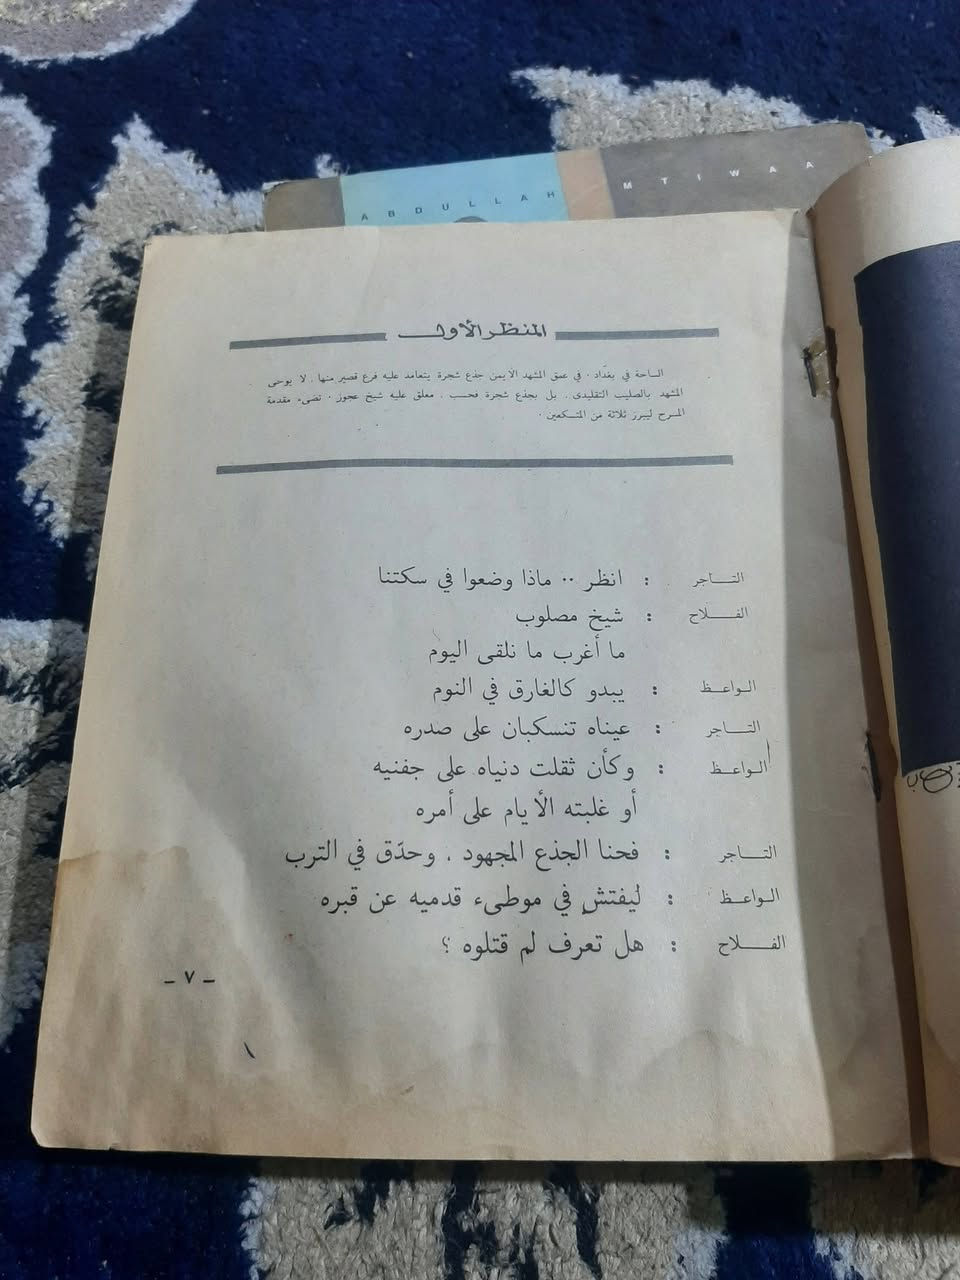 ABDULLAH MTIWAA
المنظر الأول
الساحة في بغداد . في عمق المشهد الأيمن جذع شجرة يتعامد عليه فرع قصير منها . لا يوحى
المشهد بالصليب التقليدى . بل بجذع شجرة فحسب . معلق عليه شيخ عجوز . تضىء مقدمة
المسرح ليبرز ثلاثة من المتسكعين .
التاجر : انظر .. ماذا وضعوا في سكتنا
الفلاح : شيخ مصلوب
ما أغرب ما نلقى اليوم
الواعظ : يبدو كالغارق في النوم
التاجر : عيناه تنسكبان على صدره
الواعظ : وكأن ثقلت دنياه على جفنيه
أو غلبته الأيام على أمره
التاجر : فحنا الجذع المجهود . وحدّق في الترب
الواعظ : ليفتش في موطىء قدميه عن قبره
الفلاح : هل تعرف لم قتلوه ؟
– ٧ –
١